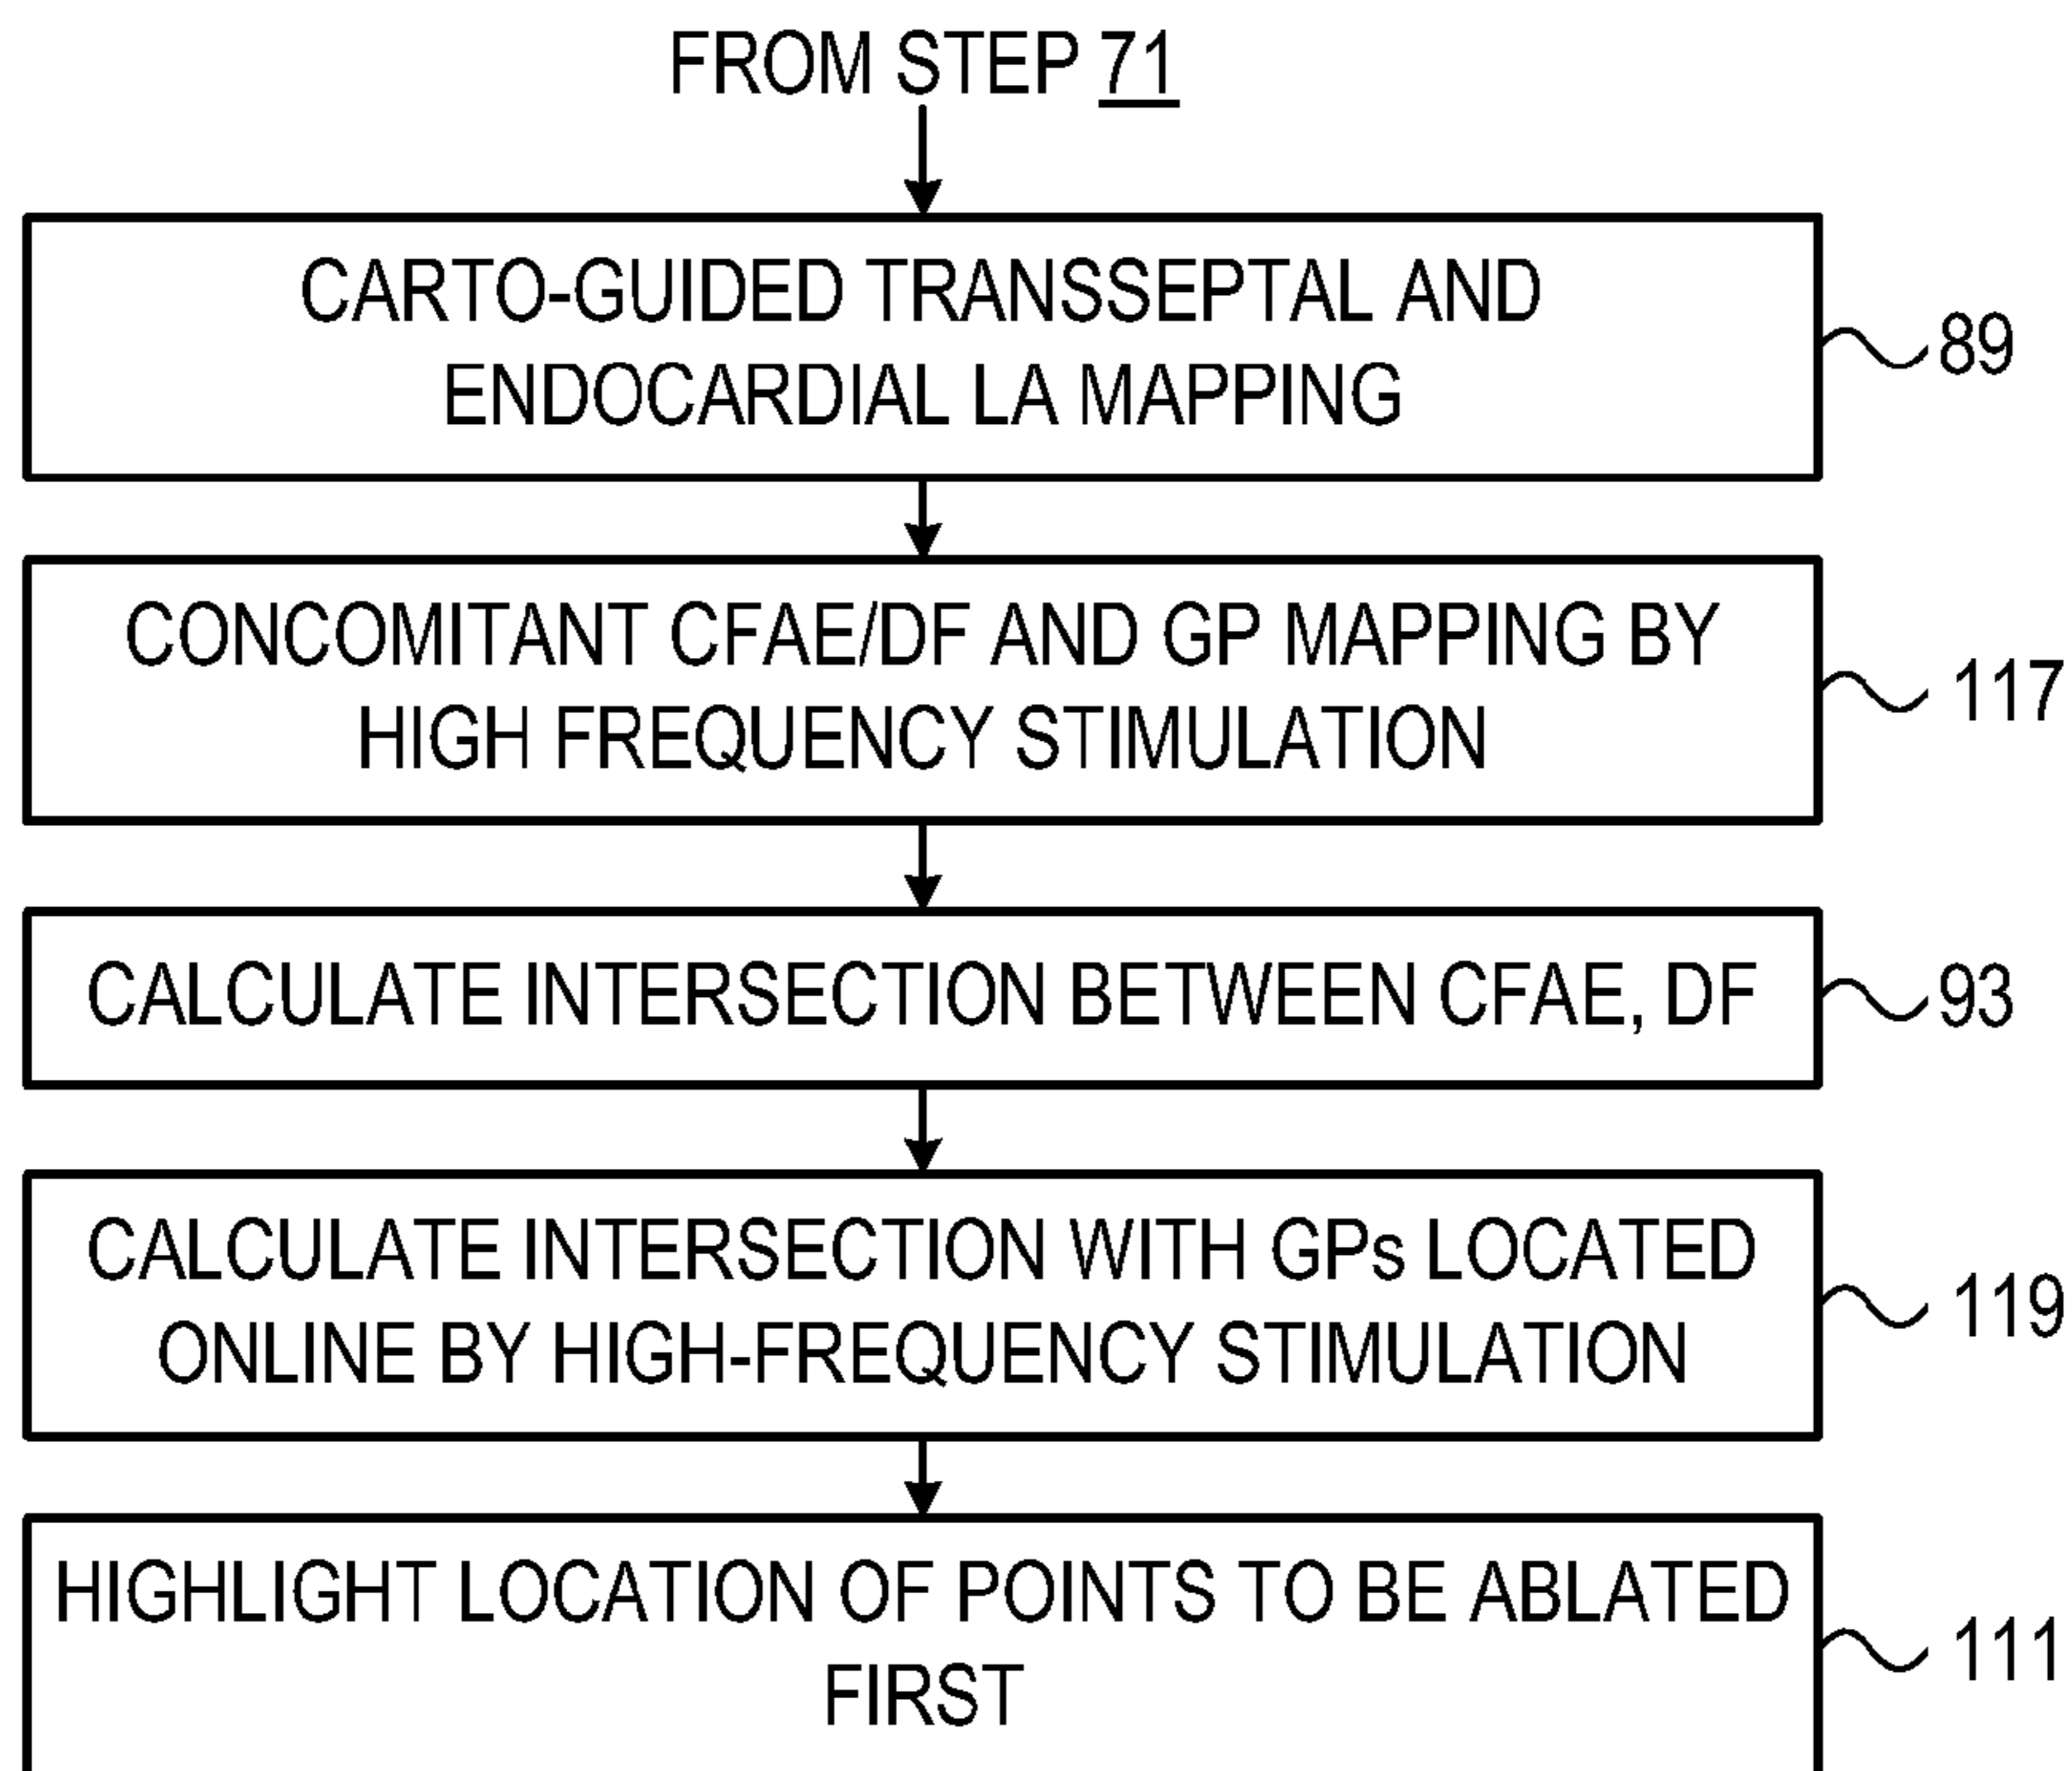 FROM STEP 71
CARTO-GUIDED TRANSSEPTAL AND
ENDOCARDIAL LA MAPPING
89
CONCOMITANT CFAE/DF AND GP MAPPING BY
HIGH FREQUENCY STIMULATION
117
CALCULATE INTERSECTION BETWEEN CFAE, DF
93
CALCULATE INTERSECTION WITH GPs LOCATED
ONLINE BY HIGH-FREQUENCY STIMULATION
119
HIGHLIGHT LOCATION OF POINTS TO BE ABLATED
FIRST
111